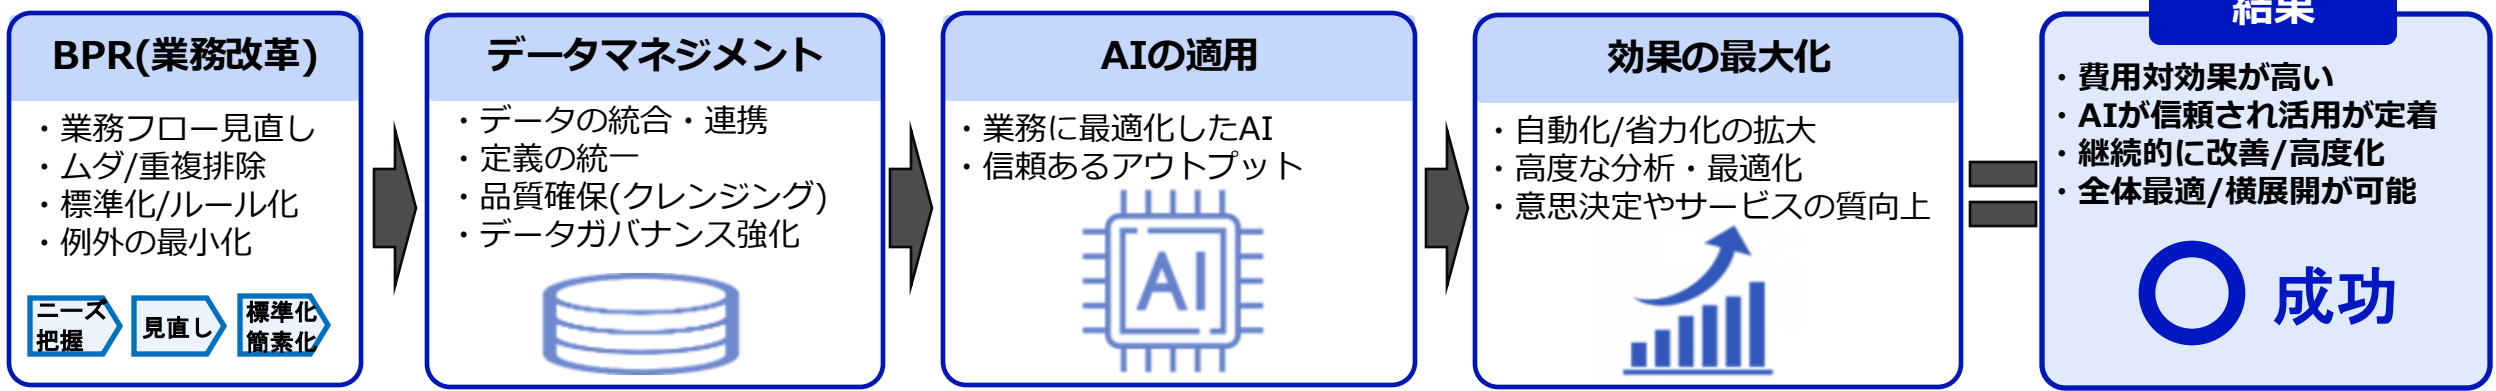 BPR(業務改革)
・業務フロー見直し
・ムダ/重複排除
・標準化/ルール化
・例外の最小化
ニーズ
把握
見直し
標準化
簡素化
データマネジメント
・データの統合・連携
・定義の統一
・品質確保(クレンジング)
・データガバナンス強化
AIの適用
・業務に最適化したAI
・信頼あるアウトプット
AI
効果の最大化
・自動化/省力化の拡大
・高度な分析・最適化
・意思決定やサービスの質向上
結果
・費用対効果が高い
・AIが信頼され活用が定着
・継続的に改善/高度化
・全体最適/横展開が可能
成功